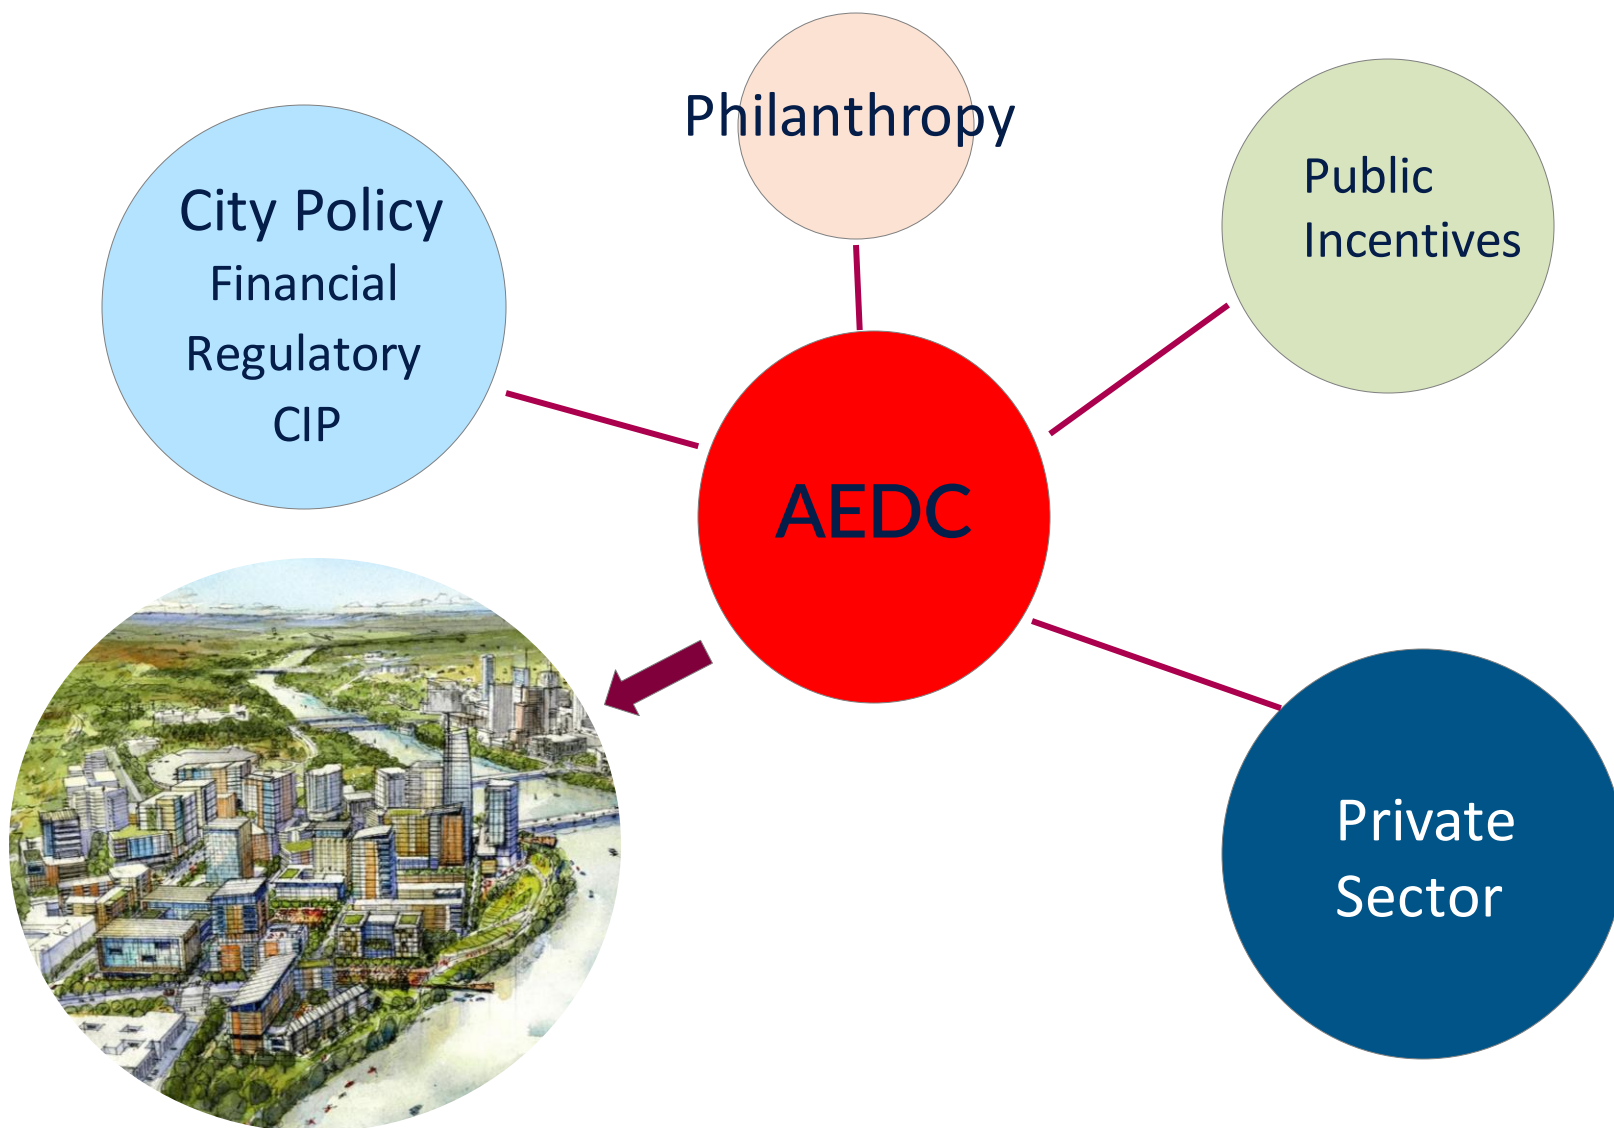 Philanthropy
City Policy
Financial
Regulatory
CIP
Public
Incentives
AEDC
Private
Sector